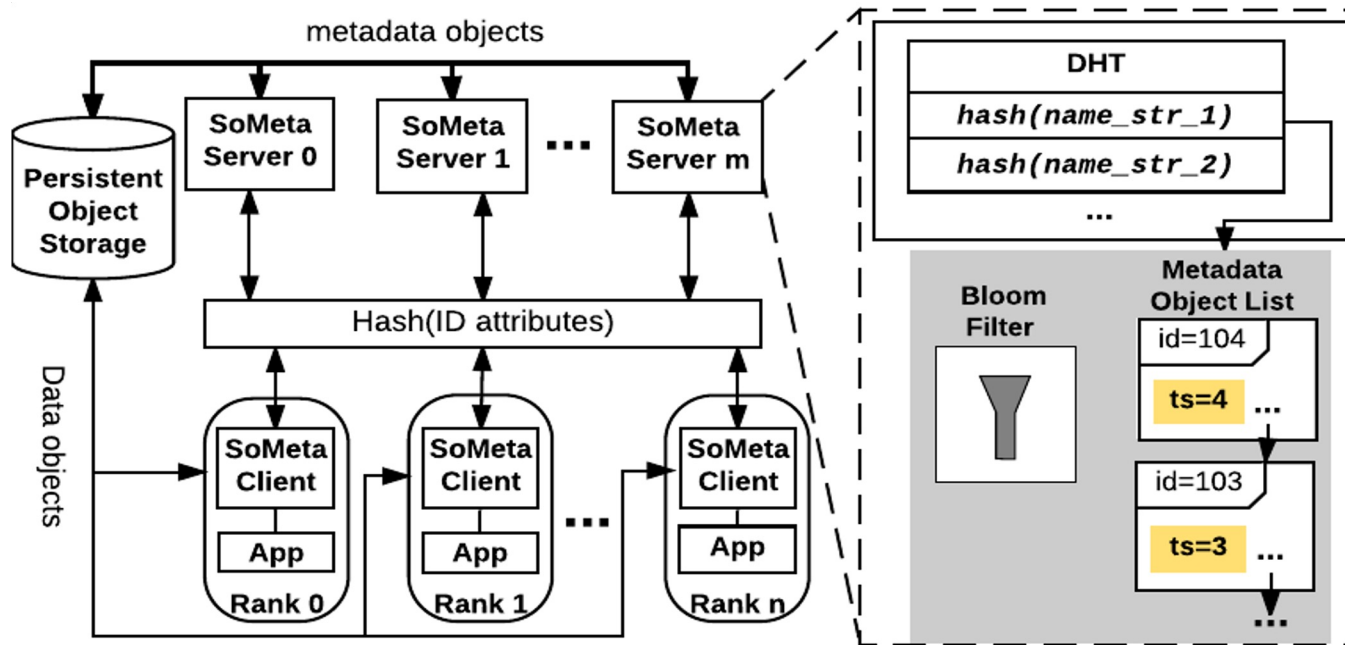 metadata objects
SoMeta
Server 0
SoMeta
Server 1
...
SoMeta
Server m
Persistent
Object
Storage
Hash(ID attributes)
Data objects
SoMeta
Client
App
Rank 0
SoMeta
Client
App
Rank 1
...
SoMeta
Client
App
Rank n
DHT
hash(name_str_1)
hash(name_str_2)
...
Bloom
Filter
Metadata
Object List
id=104
ts=4 ...
id=103
ts=3 ...
...